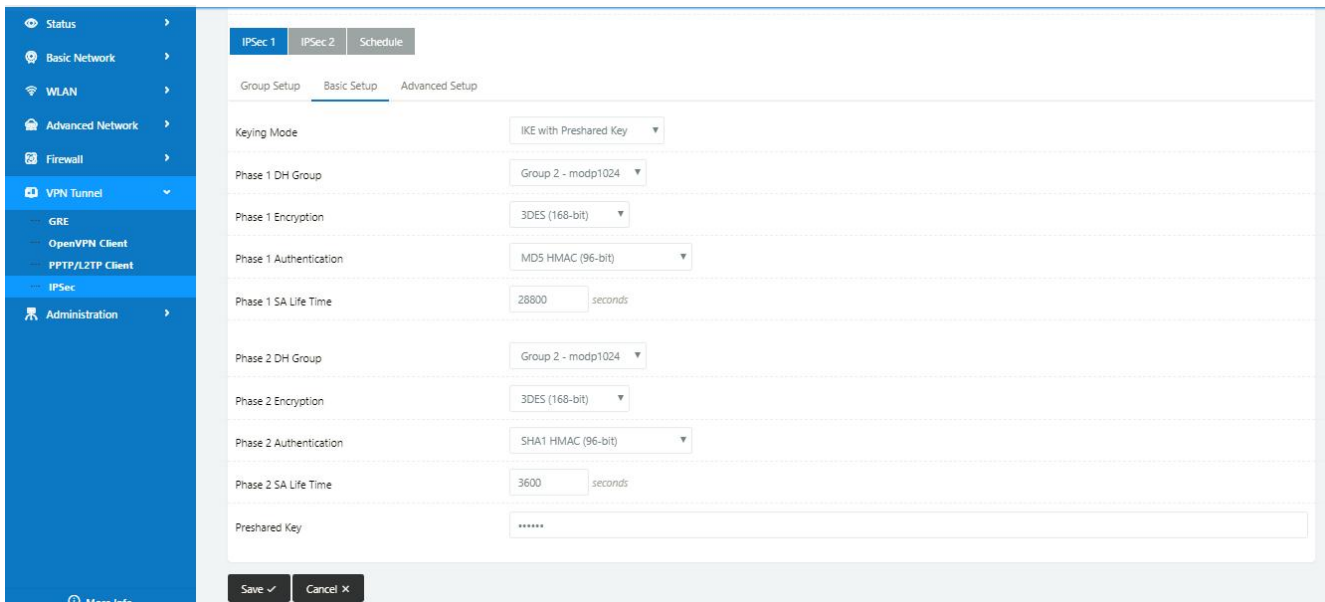 Status
Basic Network
WLAN
Advanced Network
Firewall
VPN Tunnel
GRE
OpenVPN Client
PPTP/L2TP Client
IPSec
Administration
More Info
IPSec 1 IPSec 2 Schedule
Group Setup Basic Setup Advanced Setup
Keying Mode IKE with Preshared Key
Phase 1 DH Group Group 2 - modp1024
Phase 1 Encryption 3DES (168-bit)
Phase 1 Authentication MD5 HMAC (96-bit)
Phase 1 SA Life Time 28800 seconds
Phase 2 DH Group Group 2 - modp1024
Phase 2 Encryption 3DES (168-bit)
Phase 2 Authentication SHA1 HMAC (96-bit)
Phase 2 SA Life Time 3600 seconds
Preshared Key ••••••
Save ✓ Cancel ✕